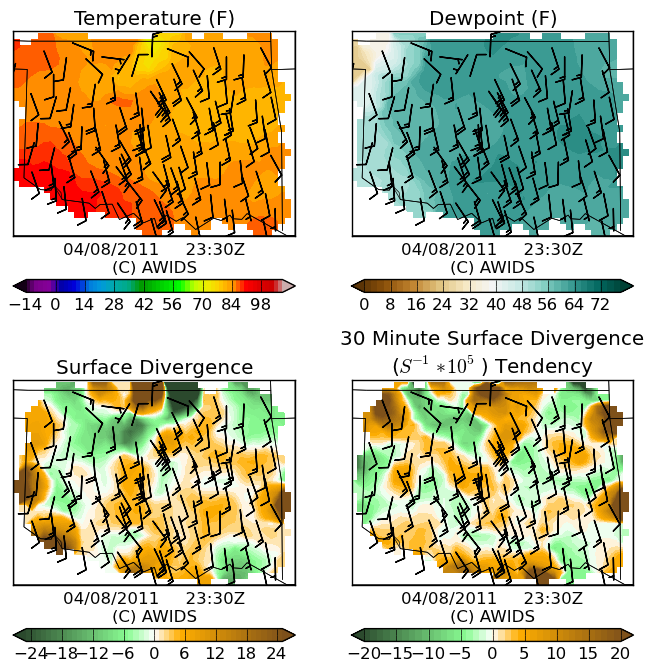 Temperature (F)
04/08/2011 23:30Z
(C) AWIDS
−14 0 14 28 42 56 70 84 98
Dewpoint (F)
04/08/2011 23:30Z
(C) AWIDS
0 8 16 24 32 40 48 56 64 72
Surface Divergence
04/08/2011 23:30Z
(C) AWIDS
−24 −18 −12 −6 0 6 12 18 24
30 Minute Surface Divergence
(S⁻¹ *10⁵ ) Tendency
04/08/2011 23:30Z
(C) AWIDS
−20 −15 −10 −5 0 5 10 15 20